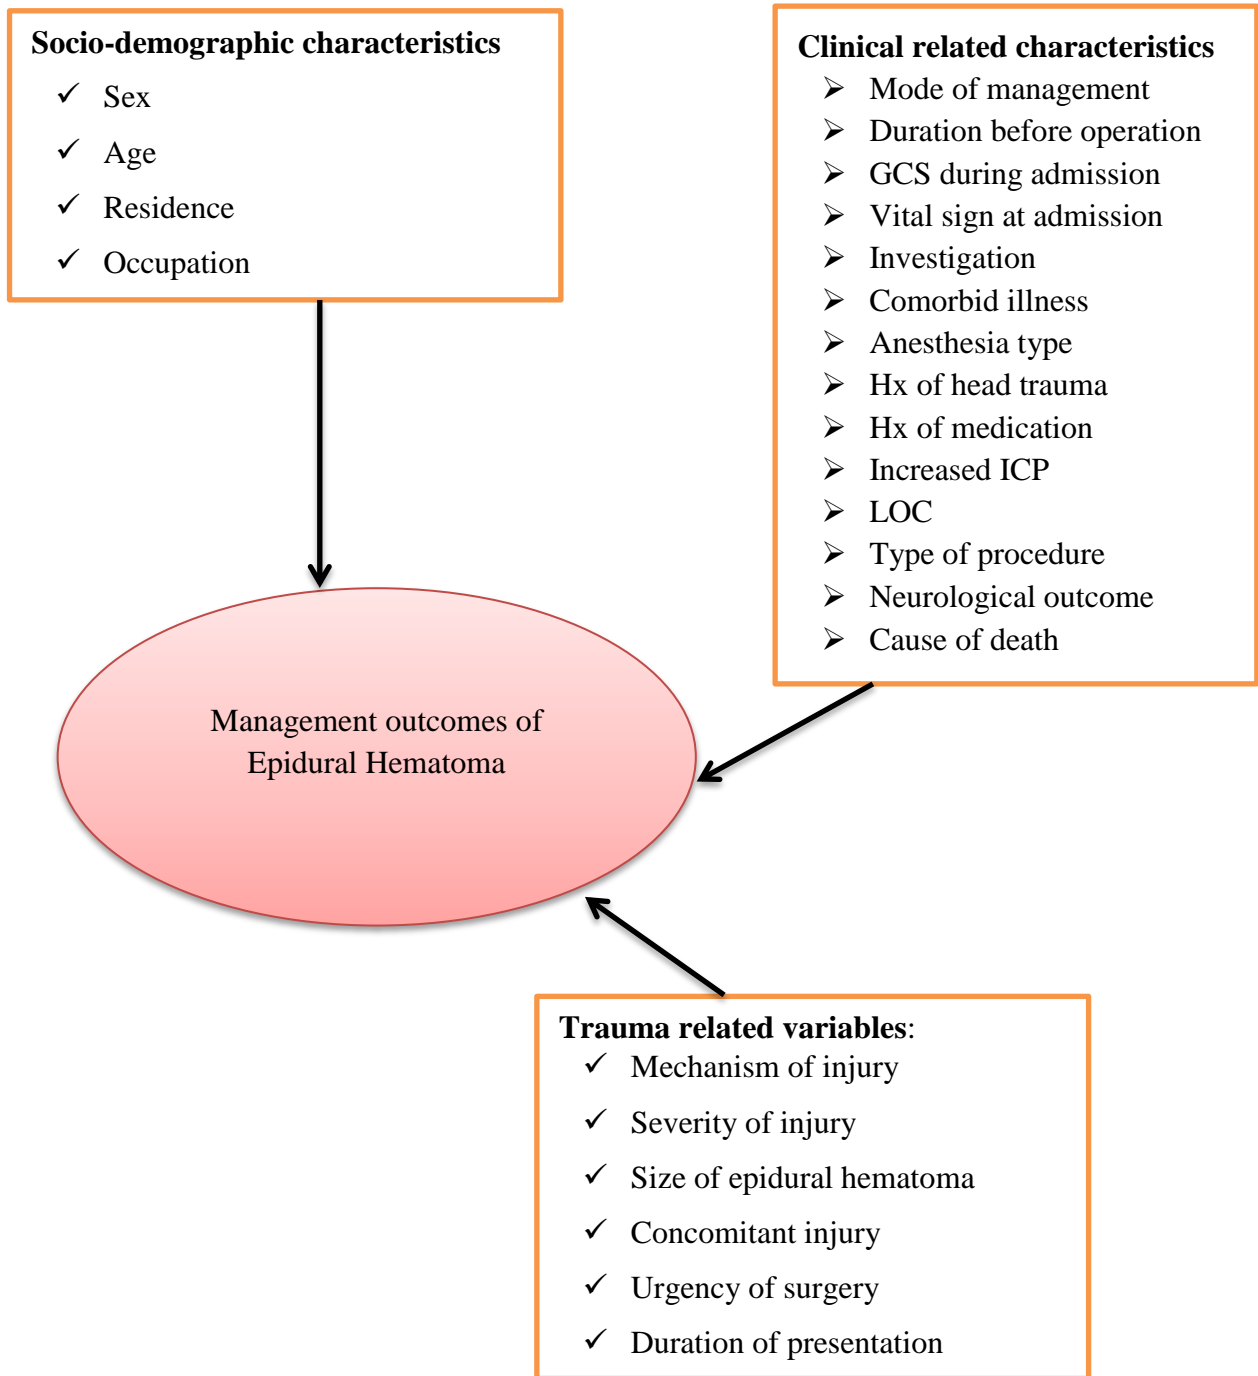 Socio-demographic characteristics
✓ Sex
✓ Age
✓ Residence
✓ Occupation
Clinical related characteristics
➢ Mode of management
➢ Duration before operation
➢ GCS during admission
➢ Vital sign at admission
➢ Investigation
➢ Comorbid illness
➢ Anesthesia type
➢ Hx of head trauma
➢ Hx of medication
➢ Increased ICP
➢ LOC
➢ Type of procedure
➢ Neurological outcome
➢ Cause of death
Management outcomes of
Epidural Hematoma
Trauma related variables:
✓ Mechanism of injury
✓ Severity of injury
✓ Size of epidural hematoma
✓ Concomitant injury
✓ Urgency of surgery
✓ Duration of presentation